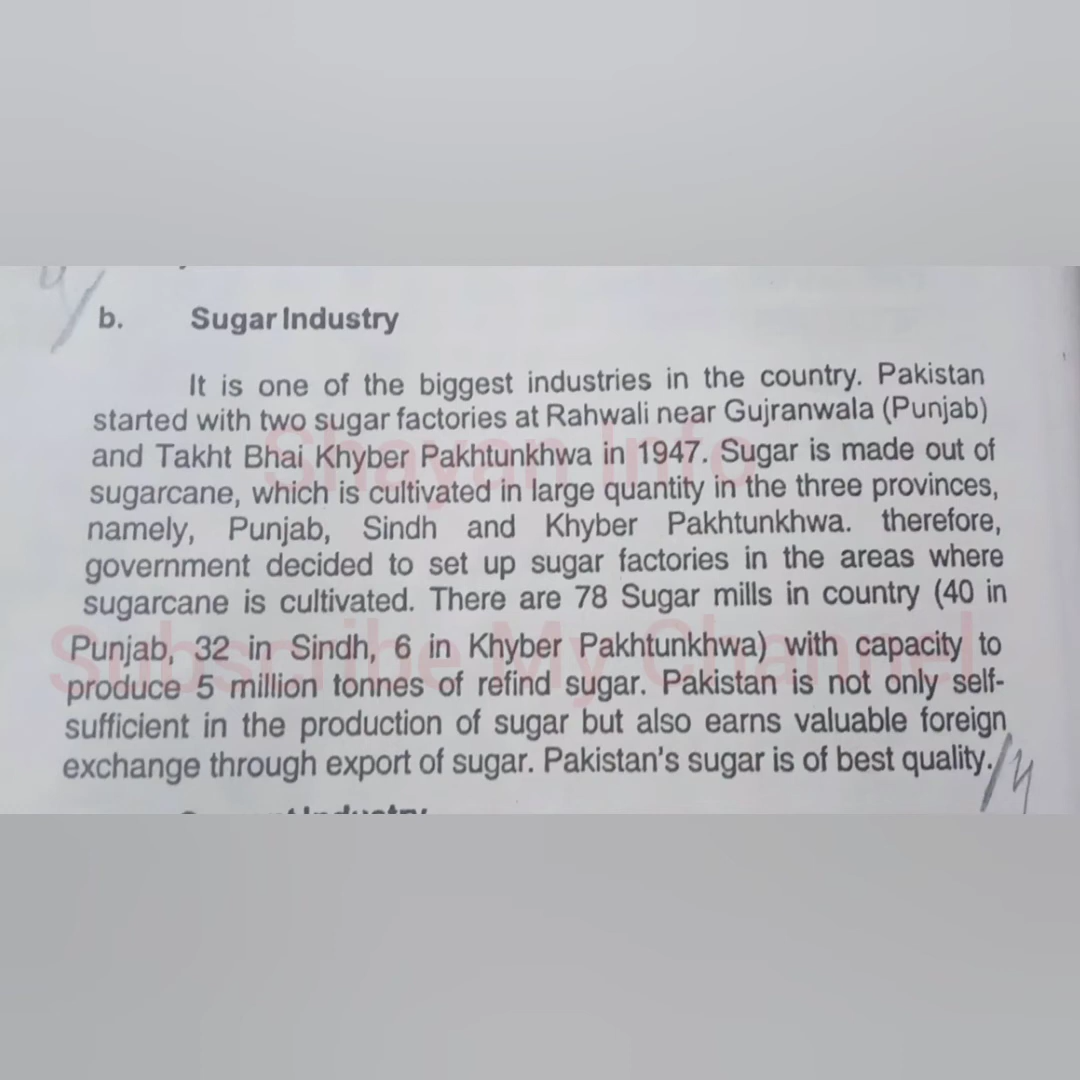 b. Sugar Industry
It is one of the biggest industries in the country. Pakistan
started with two sugar factories at Rahwali near Gujranwala (Punjab)
and Takht Bhai Khyber Pakhtunkhwa in 1947. Sugar is made out of
sugarcane, which is cultivated in large quantity in the three provinces,
namely, Punjab, Sindh and Khyber Pakhtunkhwa. therefore,
government decided to set up sugar factories in the areas where
sugarcane is cultivated. There are 78 Sugar mills in country (40 in
Punjab, 32 in Sindh, 6 in Khyber Pakhtunkhwa) with capacity to
produce 5 million tonnes of refind sugar. Pakistan is not only self-
sufficient in the production of sugar but also earns valuable foreign
exchange through export of sugar. Pakistan's sugar is of best quality.
Shayan Info
Subscribe My Channel